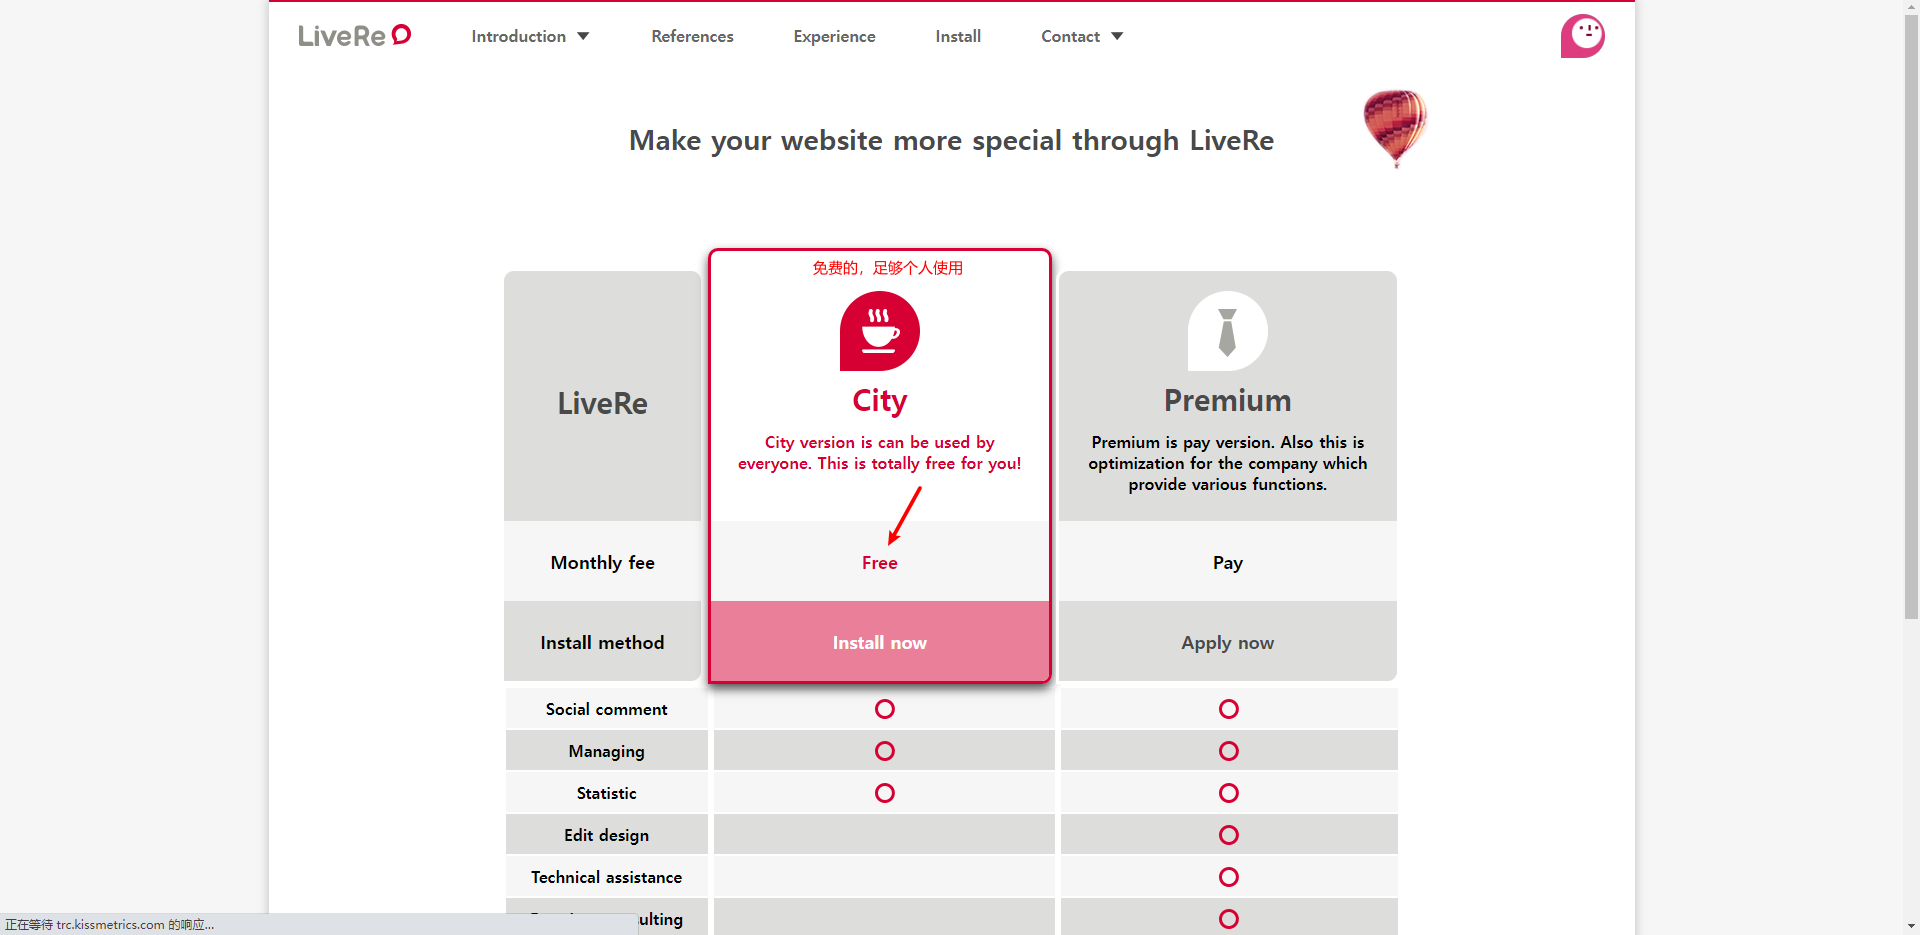 LiveRe
Introduction
References
Experience
Install
Contact
Make your website more special through LiveRe
LiveRe
免费的，足够个人使用
City
City version is can be used by
everyone. This is totally free for you!
Premium
Premium is pay version. Also this is
optimization for the company which
provide various functions.
Monthly fee
Free
Pay
Install method
Install now
Apply now
Social comment
Managing
Statistic
Edit design
Technical assistance
正在等待 trc.kissmetrics.com 的响应...